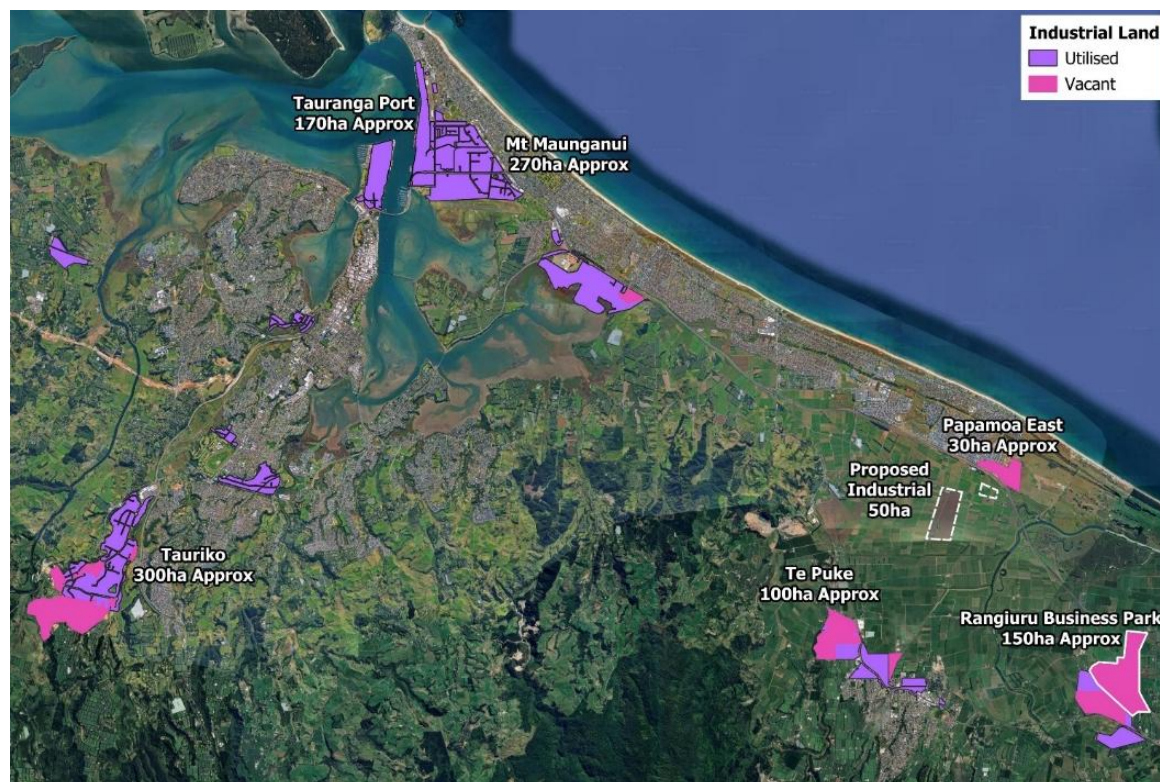 Industrial Land
Utilised
Vacant
Tauranga Port
170ha Approx
Mt Maunganui
270ha Approx
Papamoa East
30ha Approx
Proposed
Industrial
50ha
Tauriko
300ha Approx
Te Puke
100ha Approx
Rangiuru Business Park
150ha Approx